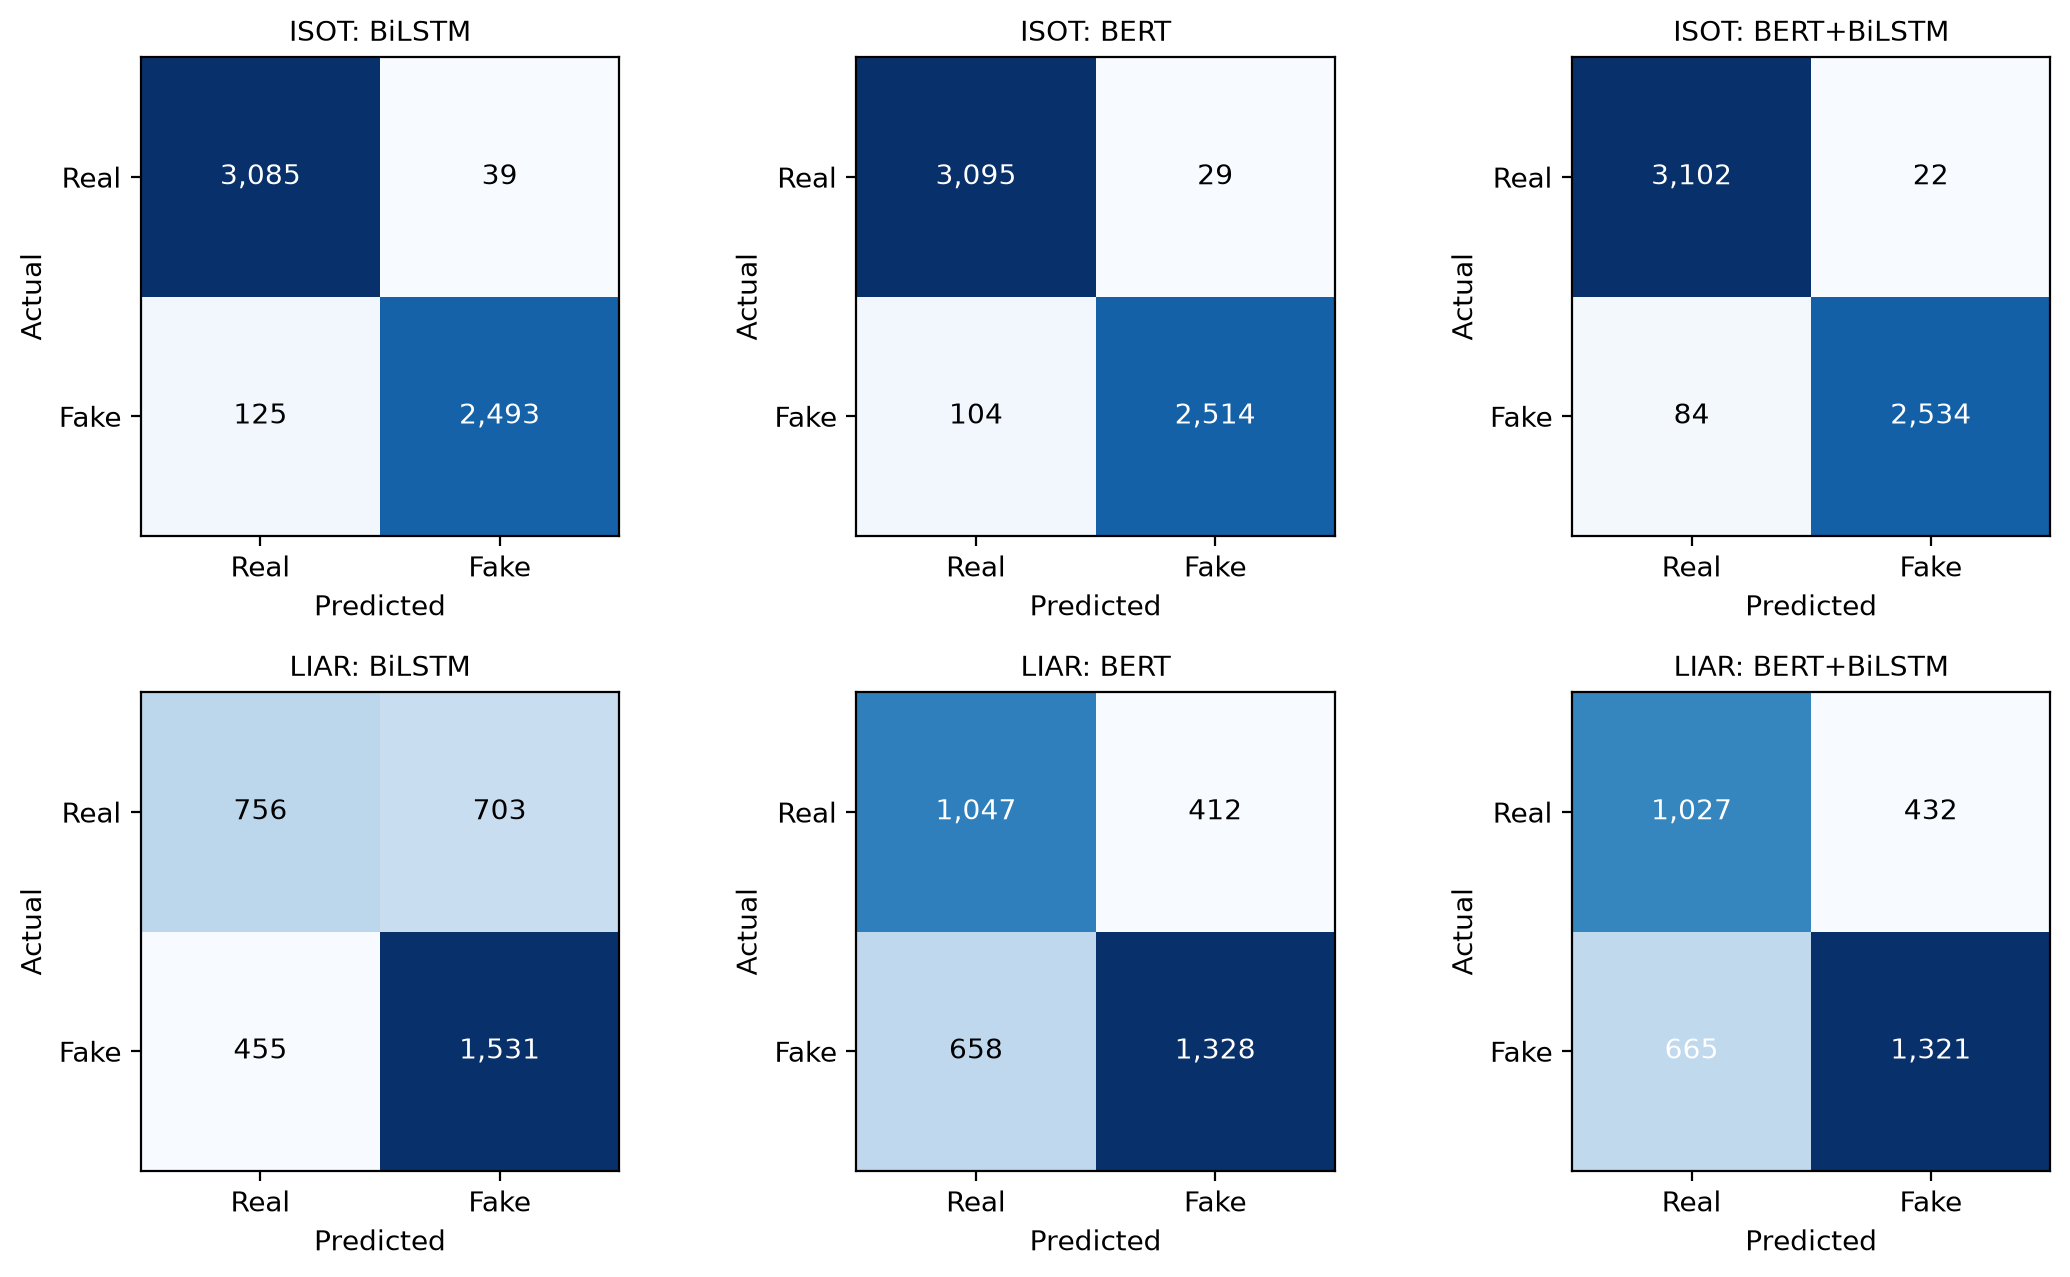 ISOT: BiLSTM
Real
3,085
39
Actual
Fake
125
2,493
Real
Fake
Predicted
ISOT: BERT
Real
3,095
29
Actual
Fake
104
2,514
Real
Fake
Predicted
ISOT: BERT+BiLSTM
Real
3,102
22
Actual
Fake
84
2,534
Real
Fake
Predicted
LIAR: BiLSTM
Real
756
703
Actual
Fake
455
1,531
Real
Fake
Predicted
LIAR: BERT
Real
1,047
412
Actual
Fake
658
1,328
Real
Fake
Predicted
LIAR: BERT+BiLSTM
Real
1,027
432
Actual
Fake
665
1,321
Real
Fake
Predicted